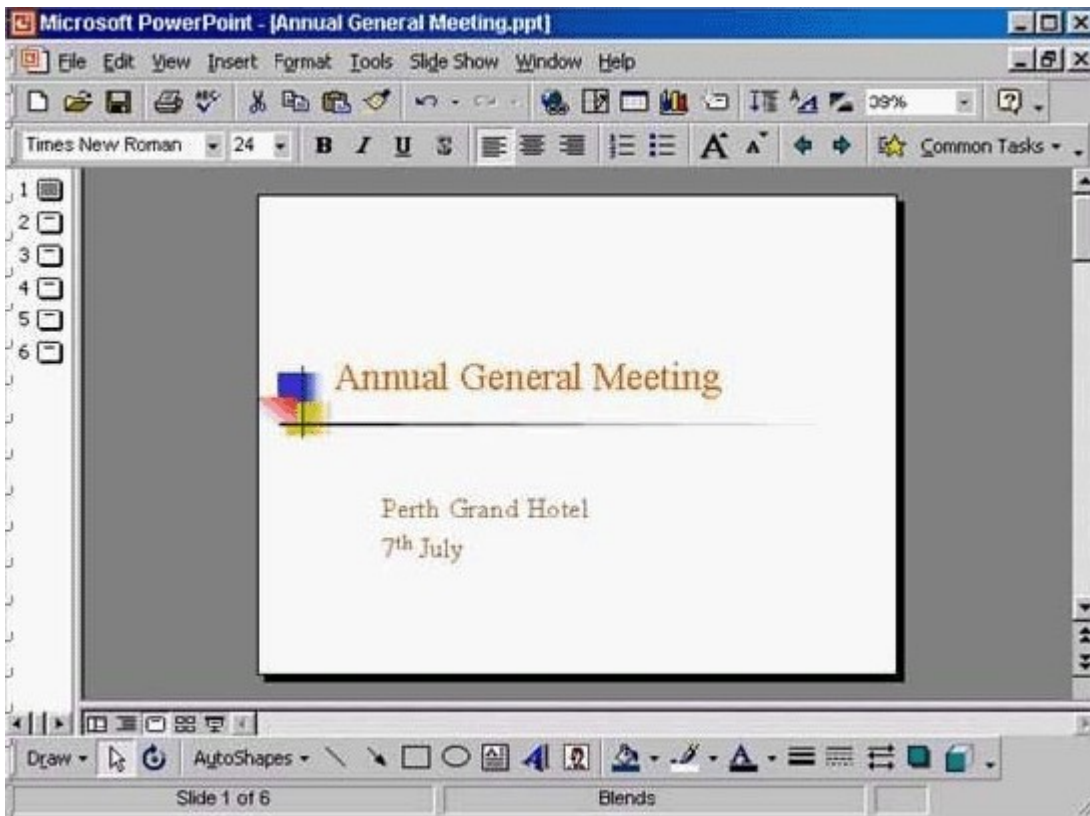 Microsoft PowerPoint - [Annual General Meeting.ppt]
File Edit View Insert Format Tools Slide Show Window Help
ABC
39%
Times New Roman 24 B I U S A A Common Tasks
1
2
3
4
5
6
Annual General Meeting
Perth Grand Hotel
7th July
Draw AutoShapes
Slide 1 of 6 Blends